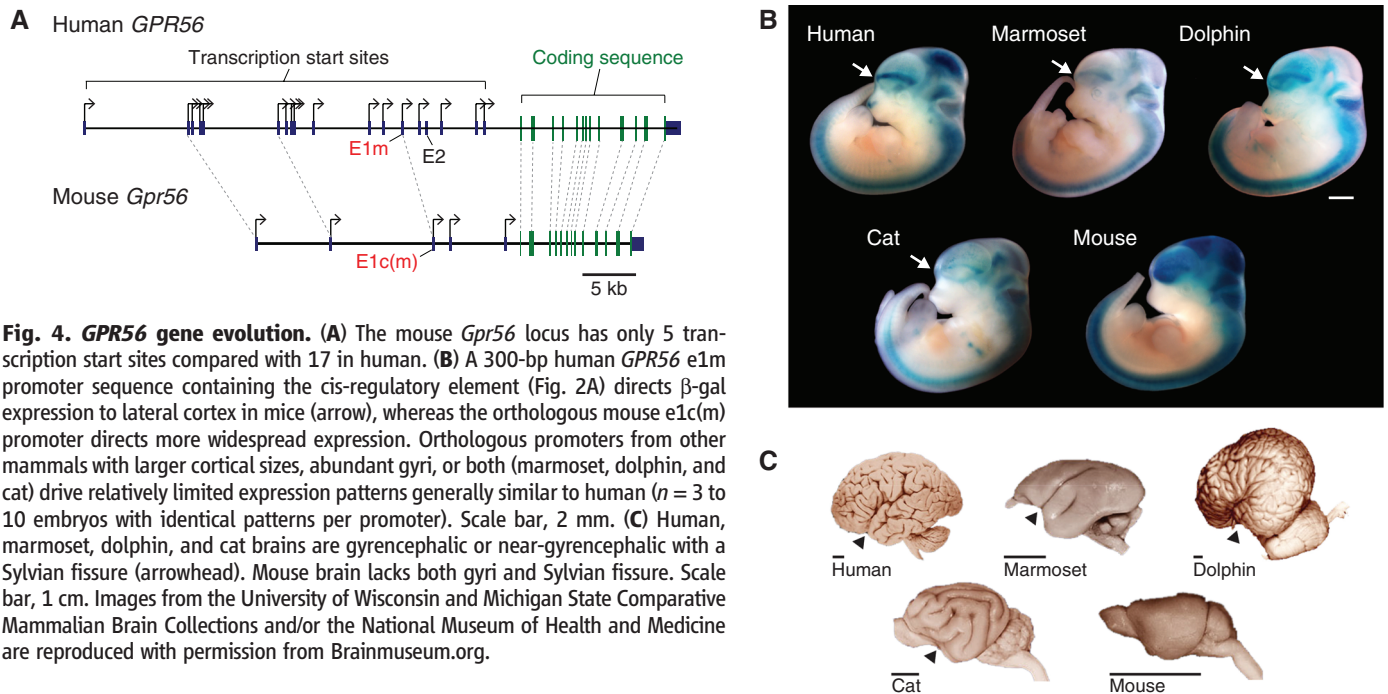 A
Human GPR56
Transcription start sites
Coding sequence
E1m
E2
Mouse Gpr56
E1c(m)
5 kb
Fig. 4. GPR56 gene evolution. (A) The mouse Gpr56 locus has only 5 tran-
scription start sites compared with 17 in human. (B) A 300-bp human GPR56 e1m
promoter sequence containing the cis-regulatory element (Fig. 2A) directs β-gal
expression to lateral cortex in mice (arrow), whereas the orthologous mouse e1c(m)
promoter directs more widespread expression. Orthologous promoters from other
mammals with larger cortical sizes, abundant gyri, or both (marmoset, dolphin, and
cat) drive relatively limited expression patterns generally similar to human (n = 3 to
10 embryos with identical patterns per promoter). Scale bar, 2 mm. (C) Human,
marmoset, dolphin, and cat brains are gyrencephalic or near-gyrencephalic with a
Sylvian fissure (arrowhead). Mouse brain lacks both gyri and Sylvian fissure. Scale
bar, 1 cm. Images from the University of Wisconsin and Michigan State Comparative
Mammalian Brain Collections and/or the National Museum of Health and Medicine
are reproduced with permission from Brainmuseum.org.
B
Human
Marmoset
Dolphin
Cat
Mouse
C
Human
Marmoset
Dolphin
Cat
Mouse